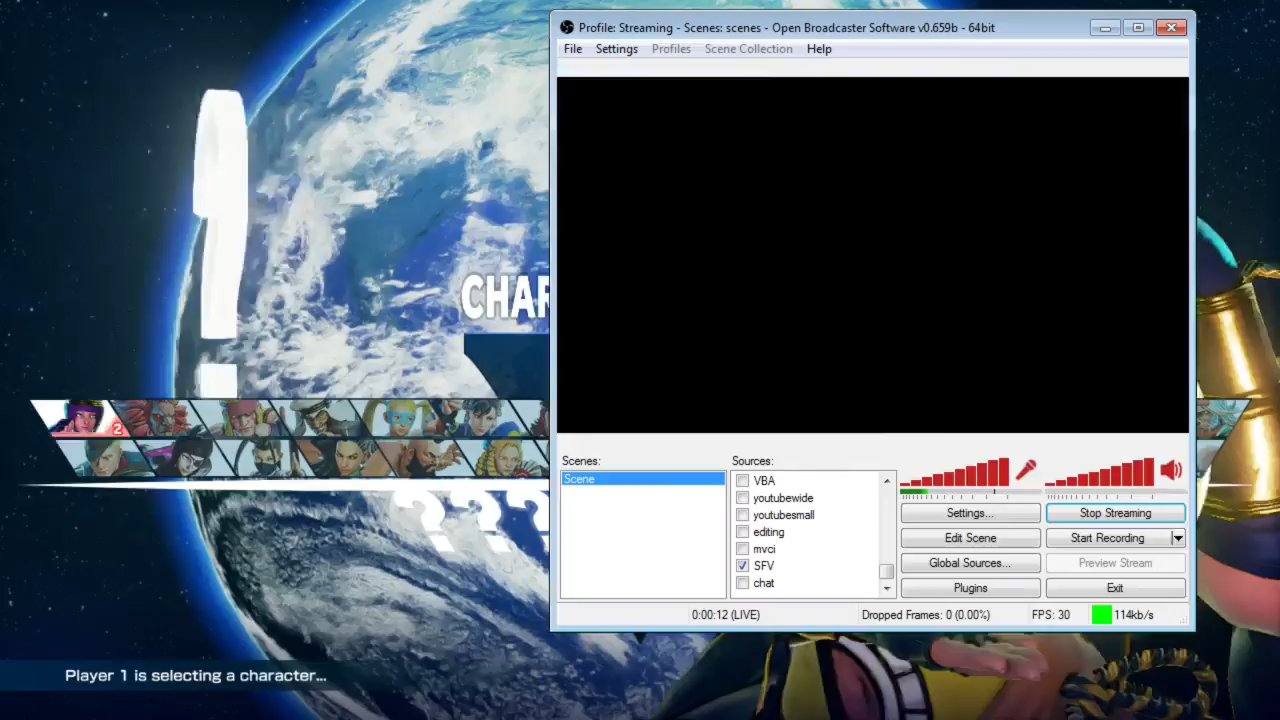 Profile: Streaming - Scenes: scenes - Open Broadcaster Software v0.659b - 64bit
File Settings Profiles Scene Collection Help
CHAR
2
Scenes:
Scene
Sources:
VBA
youtubewide
youtubesmall
editing
mvci
SFV
chat
Settings...
Stop Streaming
Edit Scene
Start Recording
Global Sources...
Preview Stream
Plugins
Exit
???
0:00:12 (LIVE)
Dropped Frames: 0 (0.00%)
FPS: 30
114kb/s
Player 1 is selecting a character...